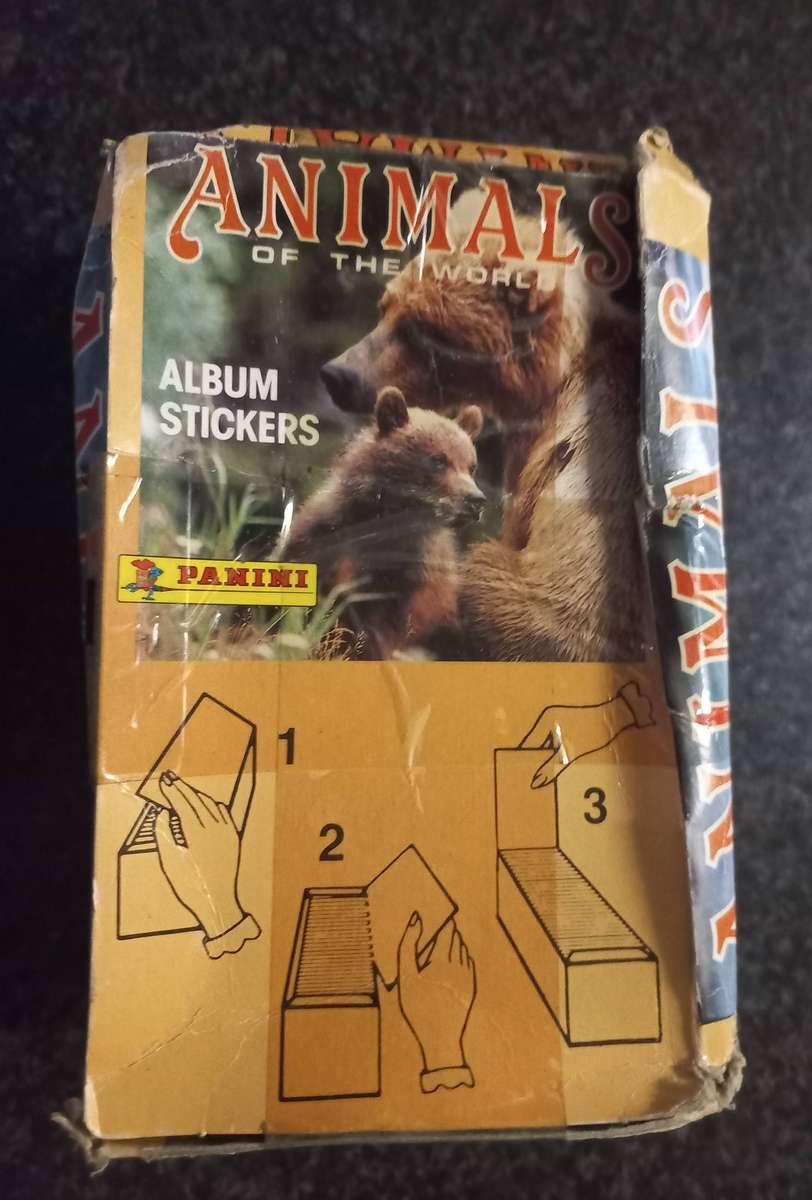 ANIMALS
OF THE WORLD
ALBUM
STICKERS
PANINI
1
2
3
ANIMALS